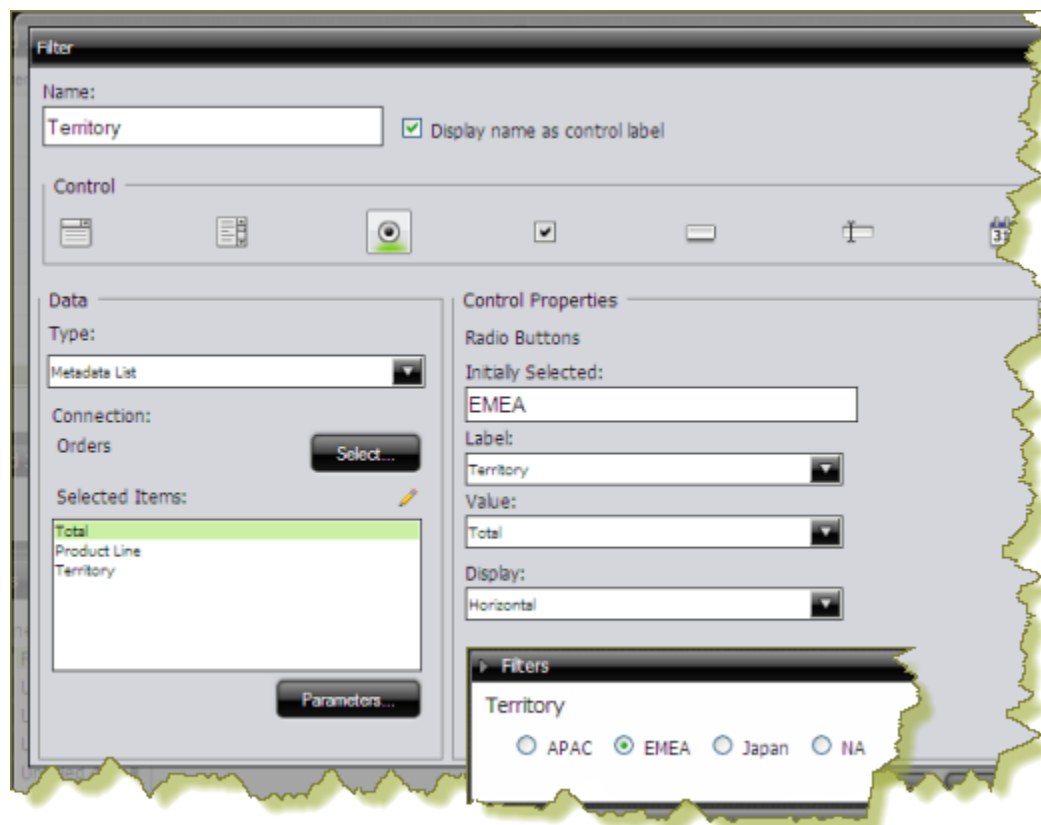 Filter
Name:
Territory
Display name as control label
Control
31
Data
Type:
Metadata List
Connection:
Orders
Select...
Selected Items:
Total
Product Line
Territory
Parameters...
Control Properties
Radio Buttons
Initially Selected:
EMEA
Label:
Territory
Value:
Total
Display:
Horizontal
Filters
Territory
APAC EMEA Japan NA